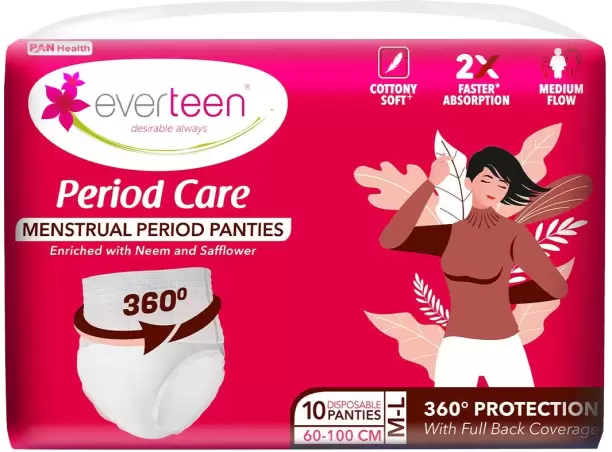 PAN Health
everteen®
desirable always
COTTONY
SOFT+
2X
FASTER*
ABSORPTION
MEDIUM
FLOW
Period Care
MENSTRUAL PERIOD PANTIES
Enriched with Neem and Safflower
360°
10 DISPOSABLE
PANTIES
60-100 CM
M-L
360° PROTECTION
With Full Back Coverage